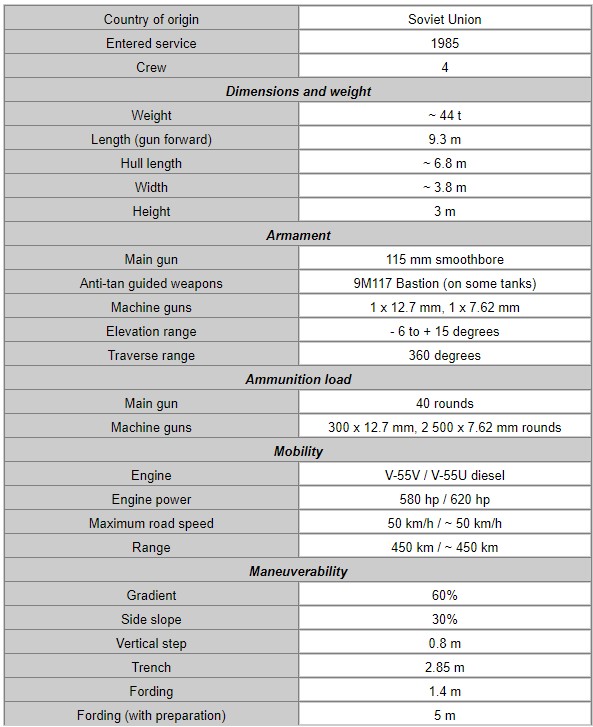 Country of origin Soviet Union
Entered service 1985
Crew 4
Dimensions and weight
Weight ~ 44 t
Length (gun forward) 9.3 m
Hull length ~ 6.8 m
Width ~ 3.8 m
Height 3 m
Armament
Main gun 115 mm smoothbore
Anti-tan guided weapons 9M117 Bastion (on some tanks)
Machine guns 1 x 12.7 mm, 1 x 7.62 mm
Elevation range - 6 to + 15 degrees
Traverse range 360 degrees
Ammunition load
Main gun 40 rounds
Machine guns 300 x 12.7 mm, 2 500 x 7.62 mm rounds
Mobility
Engine V-55V / V-55U diesel
Engine power 580 hp / 620 hp
Maximum road speed 50 km/h / ~ 50 km/h
Range 450 km / ~ 450 km
Maneuverability
Gradient 60%
Side slope 30%
Vertical step 0.8 m
Trench 2.85 m
Fording 1.4 m
Fording (with preparation) 5 m